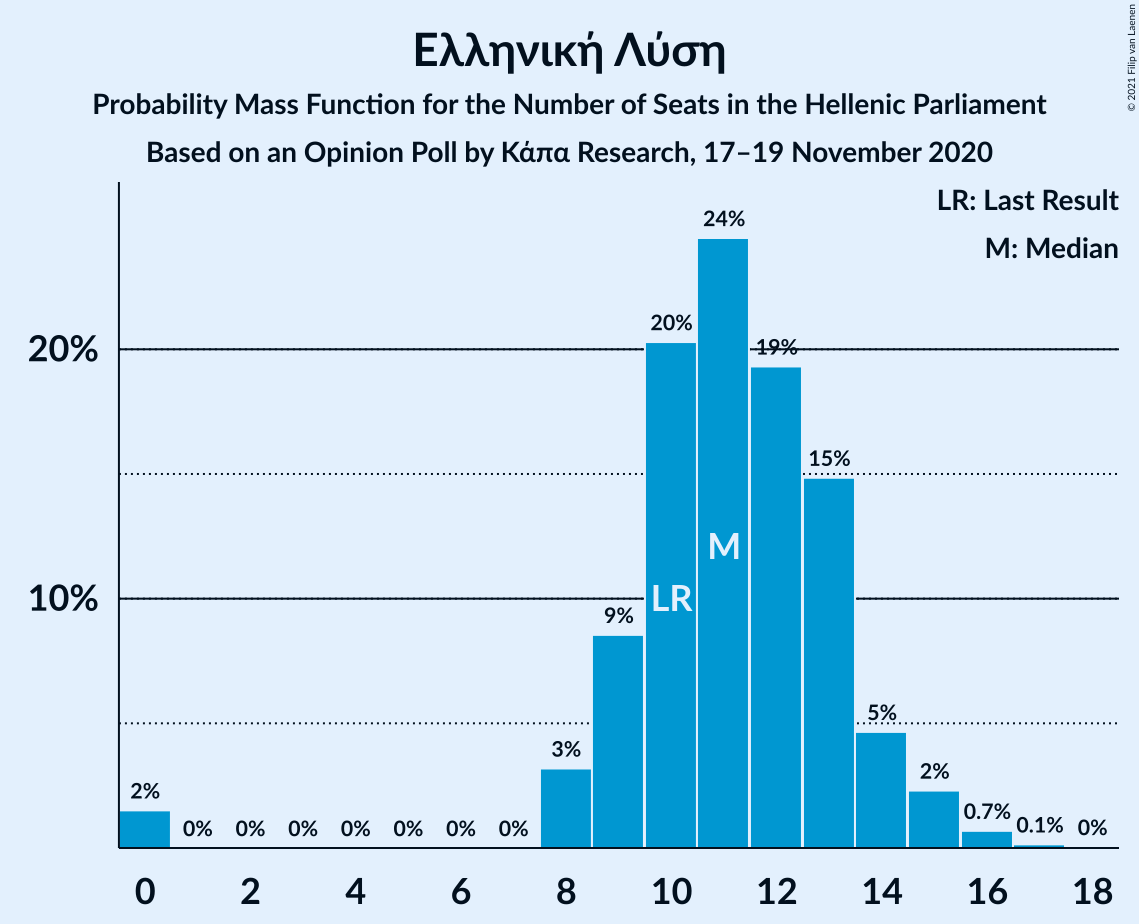 Ελληνική Λύση
Probability Mass Function for the Number of Seats in the Hellenic Parliament
Based on an Opinion Poll by Κάπα Research, 17–19 November 2020
© 2021 Filip van Laenen
LR: Last Result
M: Median
24%
20%
20%
19%
15%
M
LR
10%
9%
5%
3%
2%
2%
0.7%
0.1%
0%
0%
0%
0%
0%
0%
0%
0%
0 2 4 6 8 10 12 14 16 18